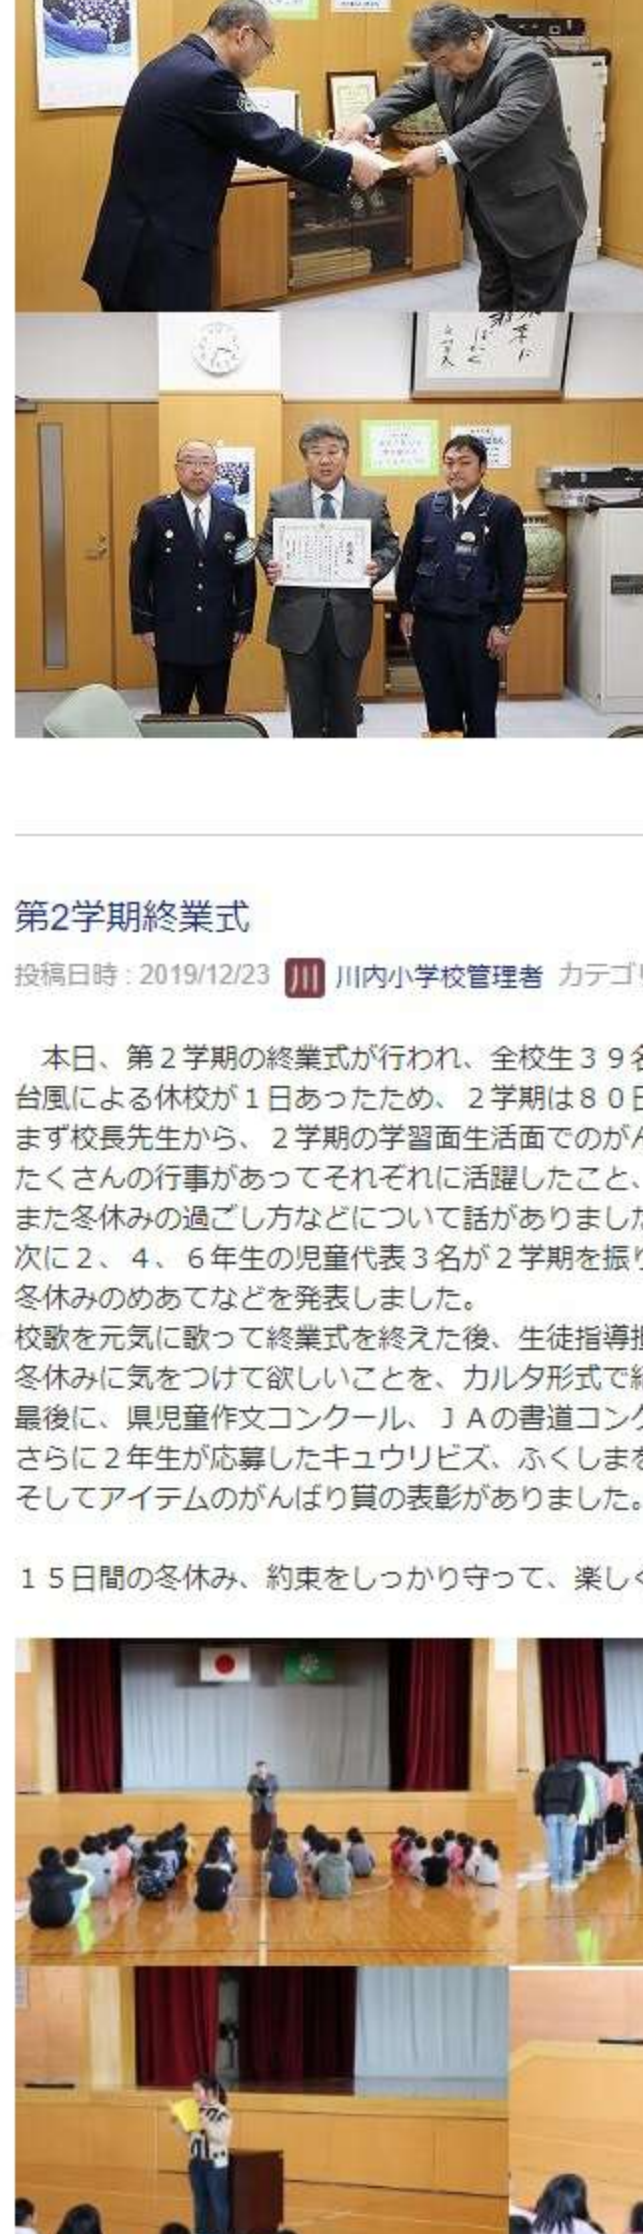 感謝状
第2学期終業式
投稿日時 : 2019/12/23 川 川内小学校管理者 カテゴリ
本日、第２学期の終業式が行われ、全校生３９名
台風による休校が１日あったため、２学期は８０日
まず校長先生から、２学期の学習面生活面でのがん
たくさんの行事があってそれぞれに活躍したこと、
また冬休みの過ごし方などについて話がありました
次に２、４、６年生の児童代表３名が２学期を振り
冬休みのめあてなどを発表しました。
校歌を元気に歌って終業式を終えた後、生徒指導担
冬休みに気をつけて欲しいことを、カルタ形式で紹
最後に、県児童作文コンクール、ＪＡの書道コンク
さらに２年生が応募したキュウリビズ、ふくしまを
そしてアイテムのがんばり賞の表彰がありました。
１５日間の冬休み、約束をしっかり守って、楽しく